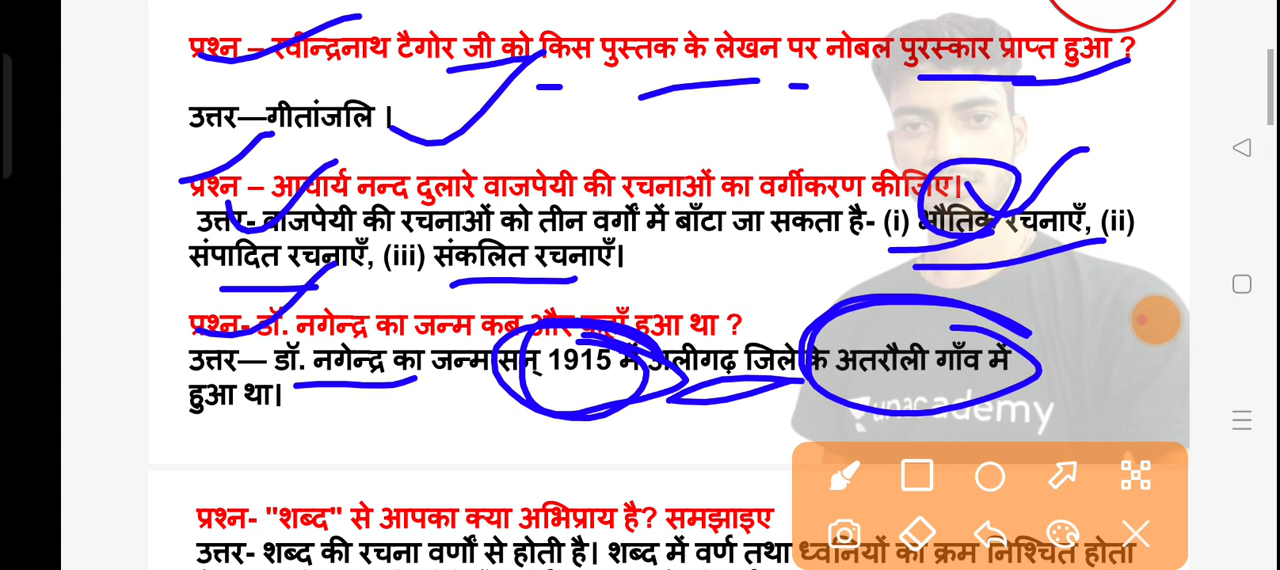 प्रश्न – रवीन्द्रनाथ टैगोर जी को किस पुस्तक के लेखन पर नोबल पुरस्कार प्राप्त हुआ ?
उत्तर—गीतांजलि ।
प्रश्न – आचार्य नन्द दुलारे वाजपेयी की रचनाओं का वर्गीकरण कीजिए।
उत्तर- वाजपेयी की रचनाओं को तीन वर्गों में बाँटा जा सकता है- (i) भौतिक रचनाएँ, (ii)
संपादित रचनाएँ, (iii) संकलित रचनाएँ।
प्रश्न- डॉ. नगेन्द्र का जन्म कब और कहाँ हुआ था ?
उत्तर— डॉ. नगेन्द्र का जन्म सन् 1915 में अलीगढ़ जिले के अतरौली गाँव में
हुआ था।
unacademy
प्रश्न- "शब्द" से आपका क्या अभिप्राय है? समझाइए
उत्तर- शब्द की रचना वर्णों से होती है। शब्द में वर्ण तथा ध्वनियों का क्रम निश्चित होता